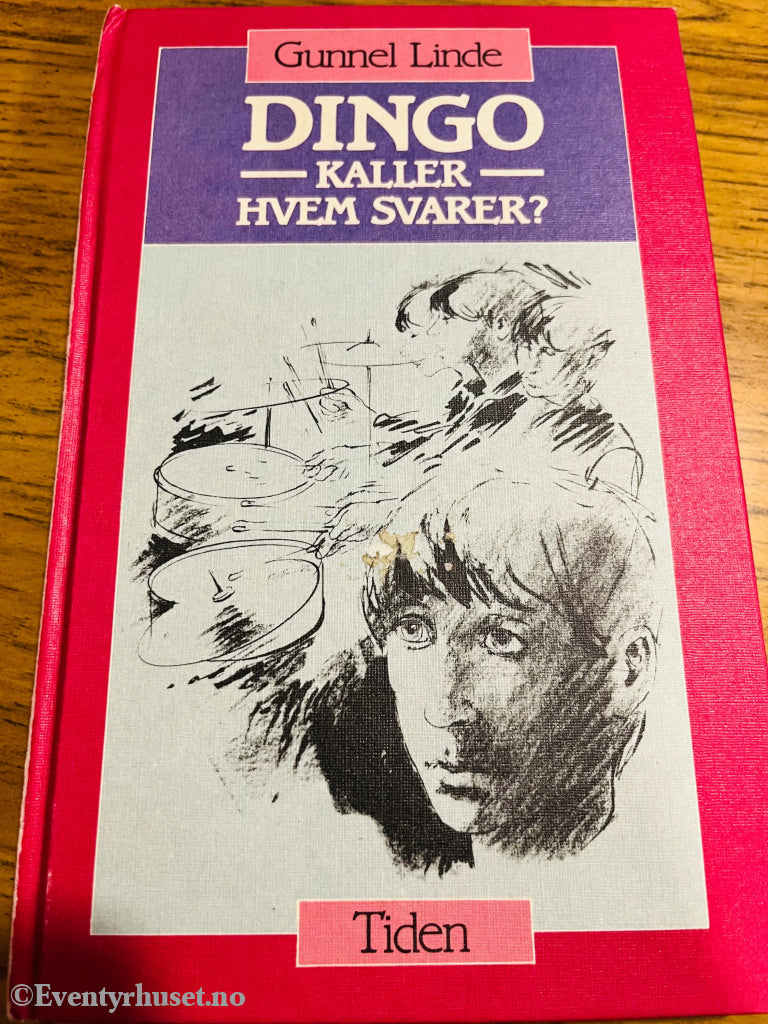 Gunnel Linde
DINGO
KALLER
HVEM SVARER?
Tiden
©Eventyrhuset.no